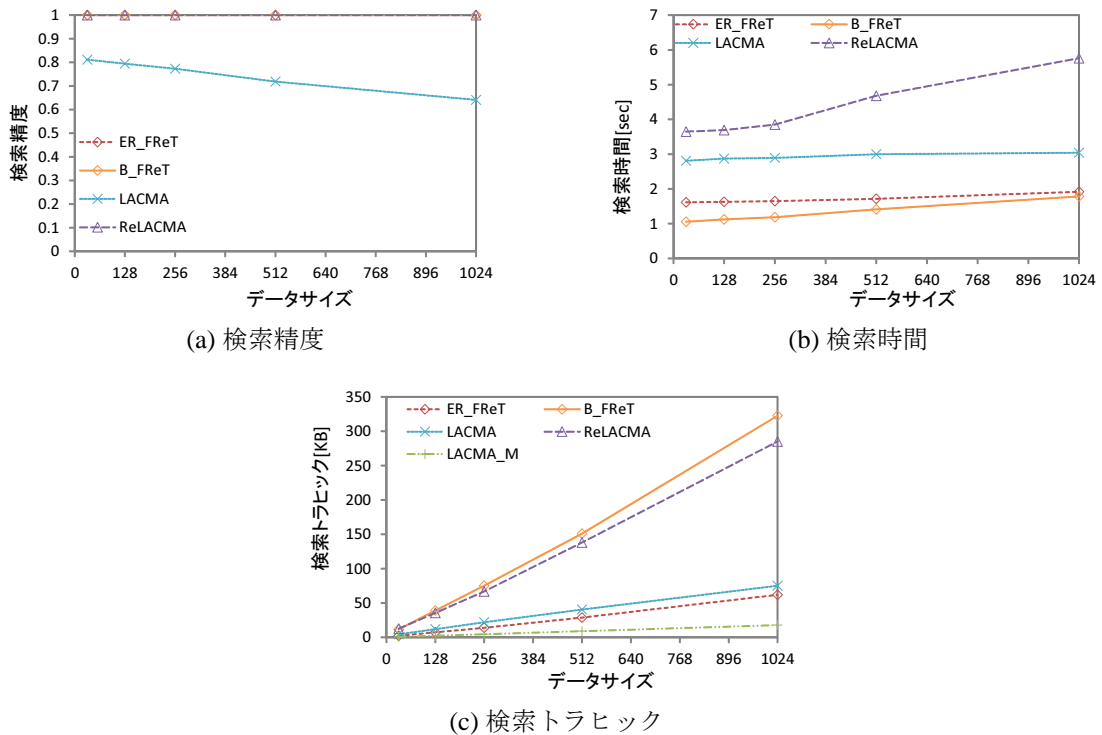 1
0.9
0.8
0.7
0.6
0.5
0.4
0.3
0.2
0.1
0
検索精度
ER_FReT
B_FReT
LACMA
ReLACMA
0 128 256 384 512 640 768 896 1024
データサイズ
(a) 検索精度
7
6
5
4
3
2
1
0
検索時間[sec]
ER_FReT B_FReT
LACMA ReLACMA
0 128 256 384 512 640 768 896 1024
データサイズ
(b) 検索時間
350
300
250
200
150
100
50
0
検索トラヒック[KB]
ER_FReT B_FReT
LACMA ReLACMA
LACMA_M
0 128 256 384 512 640 768 896 1024
データサイズ
(c) 検索トラヒック